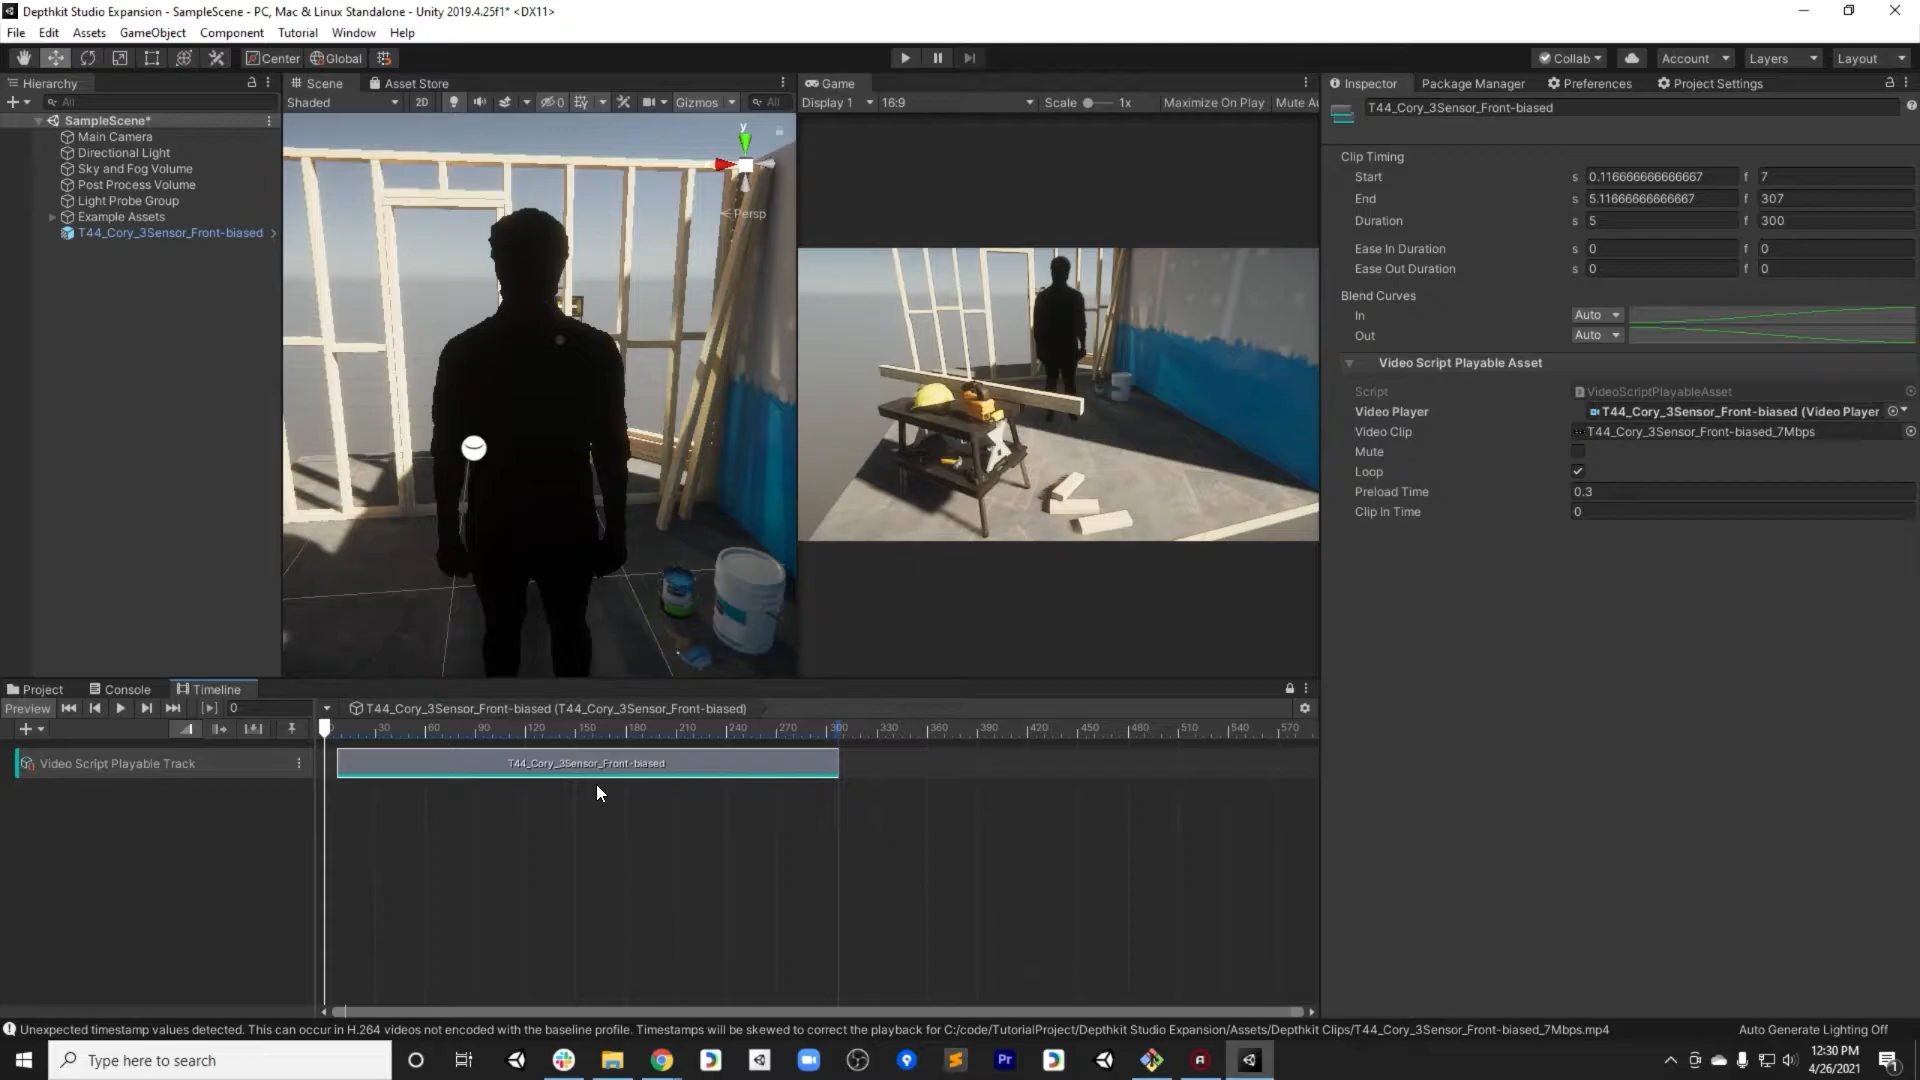 Depthkit Studio Expansion - SampleScene - PC, Mac & Linux Standalone - Unity 2019.4.25f1* <DX11>
File Edit Assets GameObject Component Tutorial Window Help
Center Global Collab Account Layers Layout
Hierarchy
All
SampleScene*
Main Camera
Directional Light
Sky and Fog Volume
Post Process Volume
Light Probe Group
Example Assets
T44_Cory_3Sensor_Front-biased
Scene Asset Store
Shaded 2D 0 Gizmos All
y
Persp
Game
Display 1 16:9 Scale 1x Maximize On Play Mute Au
Inspector Package Manager Preferences Project Settings
T44_Cory_3Sensor_Front-biased
Clip Timing
Start s 0.116666666666667 f 7
End s 5.11666666666667 f 307
Duration s 5 f 300
Ease In Duration s 0 f 0
Ease Out Duration s 0 f 0
Blend Curves
In Auto
Out Auto
Video Script Playable Asset
Script VideoScriptPlayableAsset
Video Player T44_Cory_3Sensor_Front-biased (Video Player
Video Clip T44_Cory_3Sensor_Front-biased_7Mbps
Mute
Loop
Preload Time 0.3
Clip In Time 0
Project Console Timeline
Preview 0 T44_Cory_3Sensor_Front-biased (T44_Cory_3Sensor_Front-biased)
30 60 90 120 150 180 210 240 270 300 330 360 390 420 450 480 510 540 570
Video Script Playable Track
T44_Cory_3Sensor_Front-biased
Unexpected timestamp values detected. This can occur in H.264 videos not encoded with the baseline profile. Timestamps will be skewed to correct the playback for C:/code/TutorialProject/Depthkit Studio Expansion/Assets/Depthkit Clips/T44_Cory_3Sensor_Front-biased_7Mbps.mp4
Auto Generate Lighting Off
Type here to search
Pr
12:30 PM
4/26/2021
1